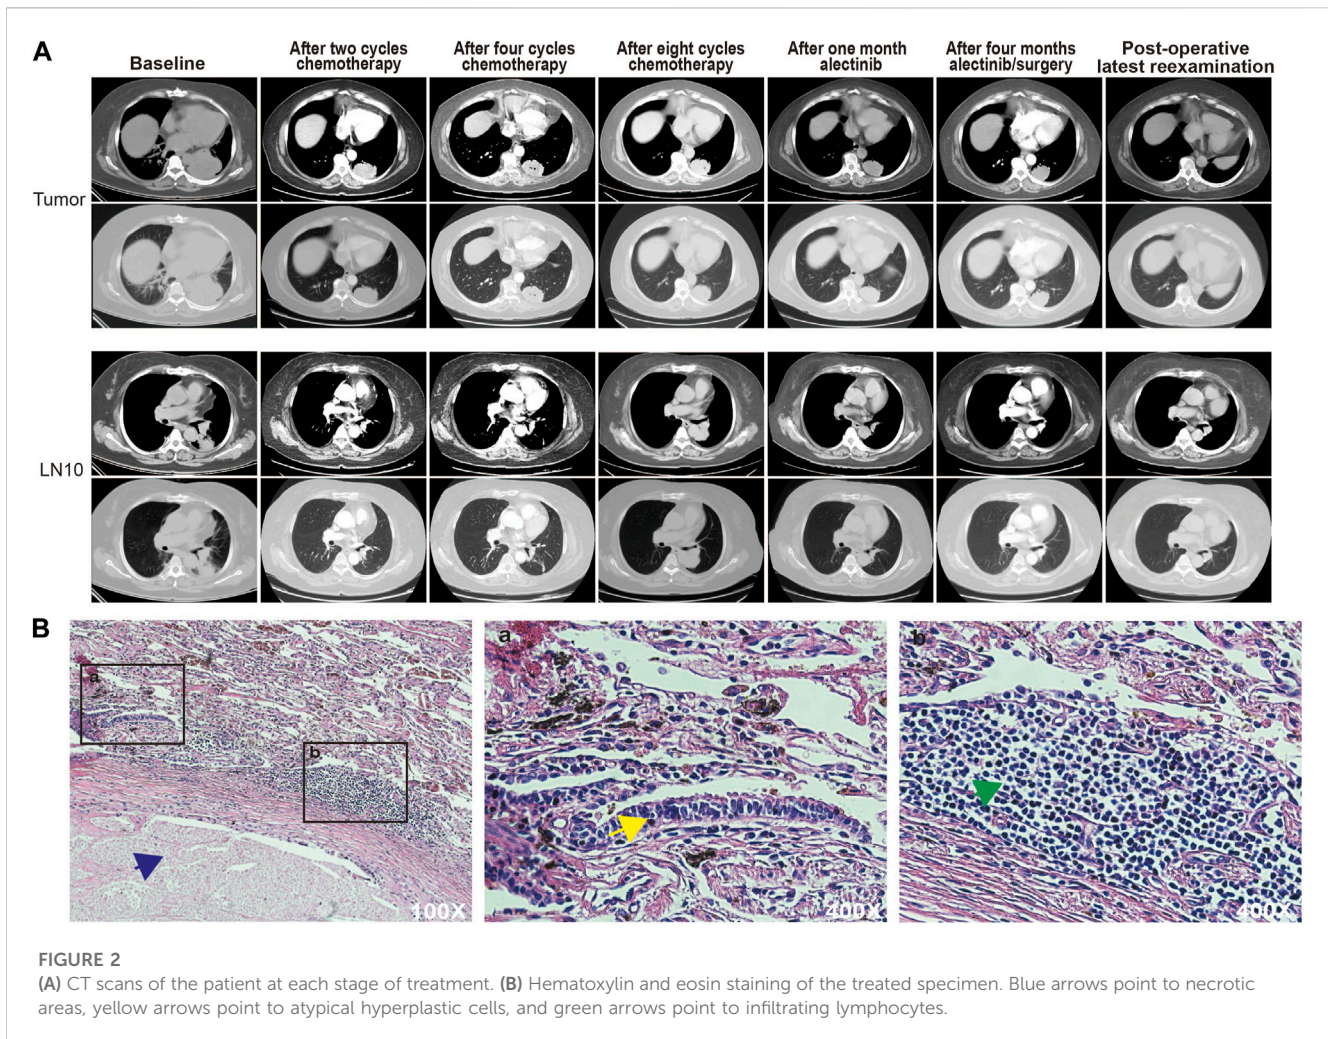 A
Baseline
After two cycles
chemotherapy
After four cycles
chemotherapy
After eight cycles
chemotherapy
After one month
alectinib
After four months
alectinib/surgery
Post-operative
latest reexamination
Tumor
LN10
B
a
b
100X
a
400X
b
400X
FIGURE 2
(A) CT scans of the patient at each stage of treatment. (B) Hematoxylin and eosin staining of the treated specimen. Blue arrows point to necrotic
areas, yellow arrows point to atypical hyperplastic cells, and green arrows point to infiltrating lymphocytes.